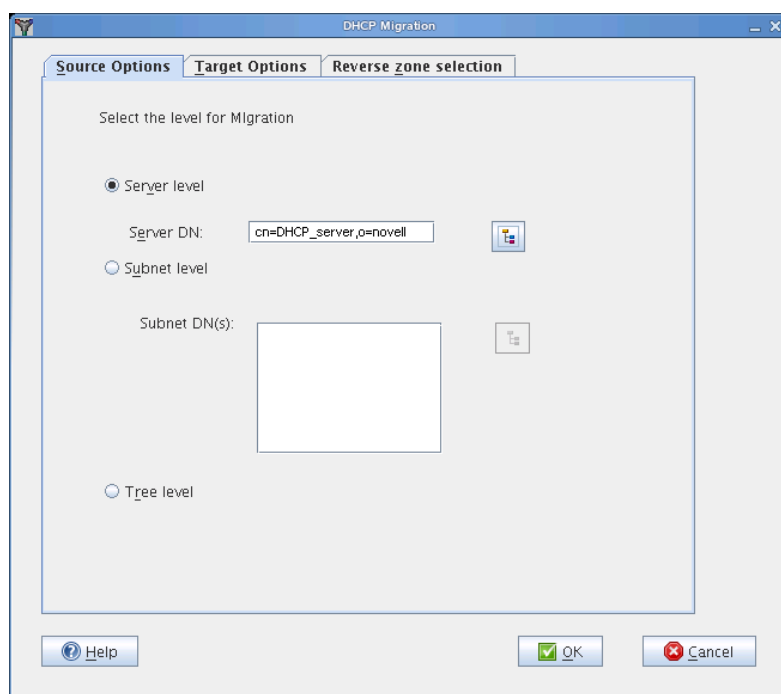 DHCP Migration
Source Options Target Options Reverse zone selection
Select the level for MIgration
Server level
Server DN: cn=DHCP_server,o=novell
Subnet level
Subnet DN(s):
Tree level
Help OK Cancel